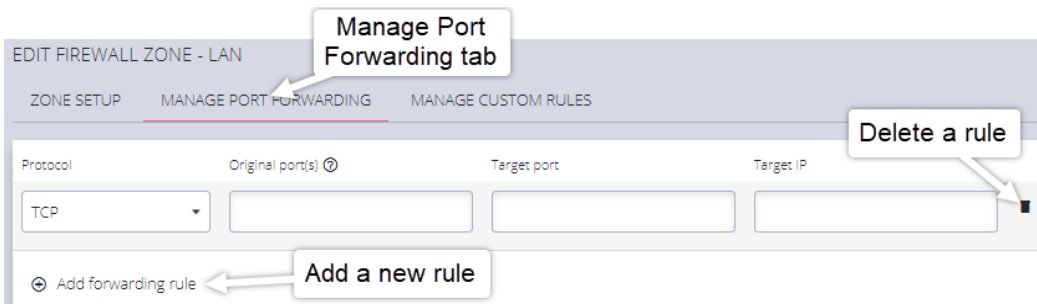 Manage Port
Forwarding tab
EDIT FIREWALL ZONE - LAN
ZONE SETUP MANAGE PORT FORWARDING MANAGE CUSTOM RULES
Delete a rule
Protocol Original port(s) ? Target port Target IP
TCP
Add forwarding rule Add a new rule